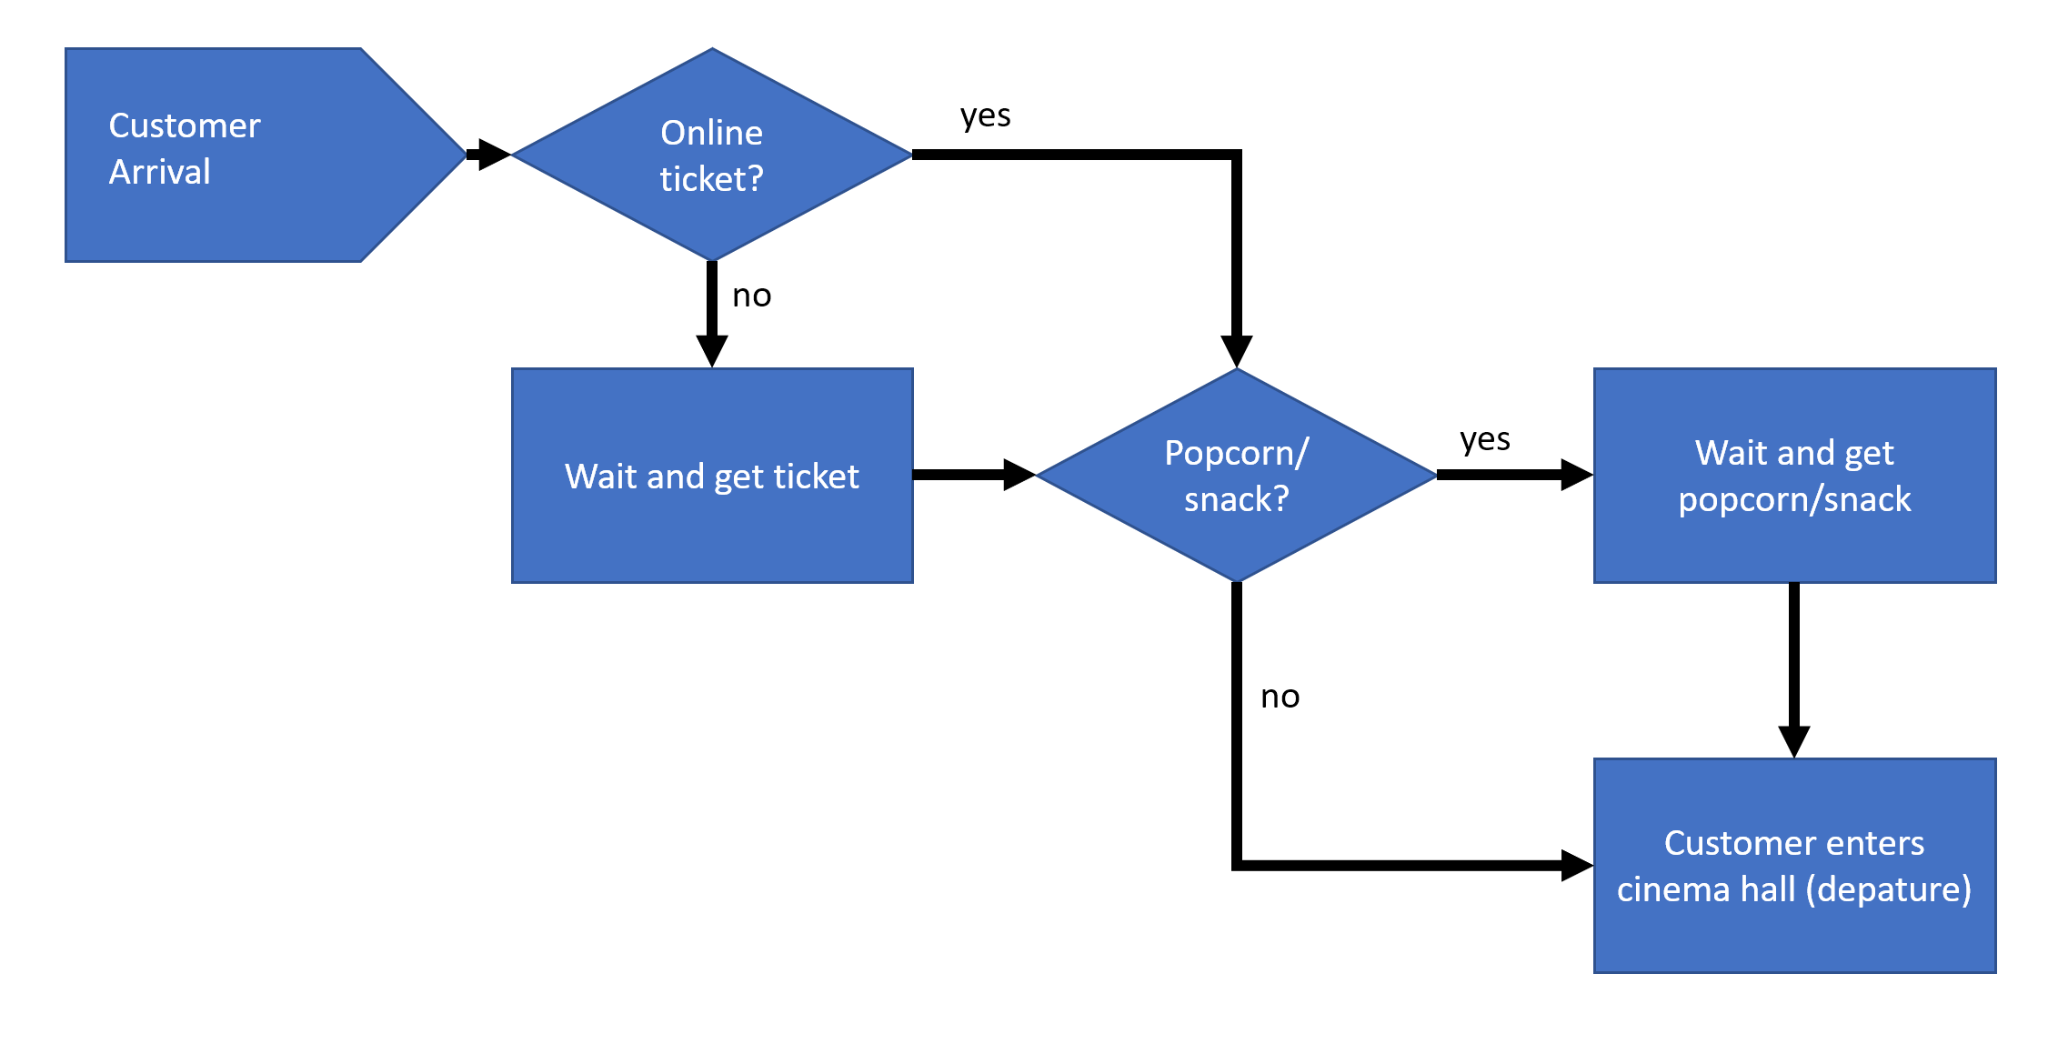 Customer
Arrival
Online
ticket?
yes
no
Wait and get ticket
Popcorn/
snack?
yes
Wait and get
popcorn/snack
no
Customer enters
cinema hall (depature)